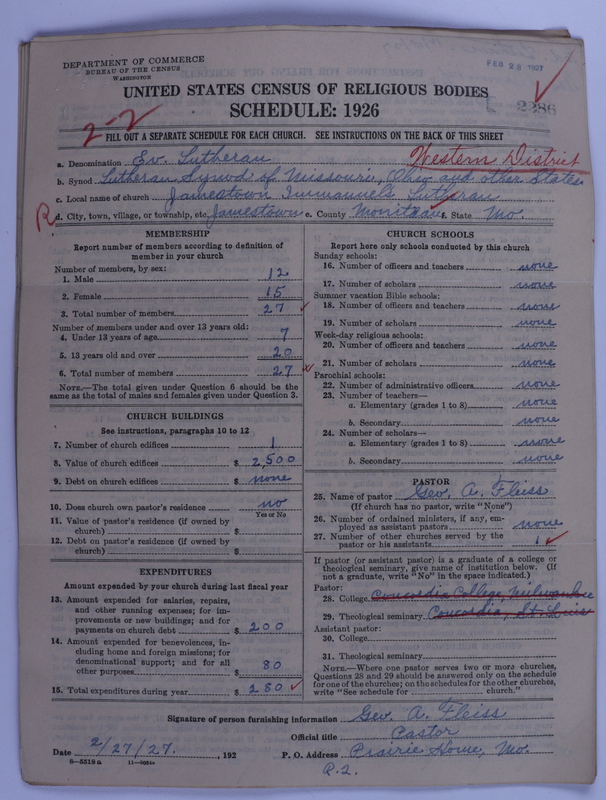 DEPARTMENT OF COMMERCE
BUREAU OF THE CENSUS
WASHINGTON
FEB 28 1927
UNITED STATES CENSUS OF RELIGIOUS BODIES
SCHEDULE: 1926
2286
2-2
FILL OUT A SEPARATE SCHEDULE FOR EACH CHURCH. SEE INSTRUCTIONS ON THE BACK OF THIS SHEET
a. Denomination Ev. Lutheran Western District
b. Synod Lutheran Synod of Missouri, Ohio and other States
c. Local name of church Jamestown Immanuel's Lutheran
R d. City, town, village, or township, etc. Jamestown e. County Moniteau f. State Mo.
MEMBERSHIP
Report number of members according to definition of
member in your church
Number of members, by sex:
1. Male 12
2. Female 15
3. Total number of members 27
Number of members under and over 13 years old:
4. Under 13 years of age 7
5. 13 years old and over 20
6. Total number of members 27
NOTE.—The total given under Question 6 should be the
same as the total of males and females given under Question 3.
CHURCH BUILDINGS
See instructions, paragraphs 10 to 12
7. Number of church edifices 1
8. Value of church edifices $ 2,500
9. Debt on church edifices $ none
10. Does church own pastor's residence no
Yes or No
11. Value of pastor's residence (if owned by
church) $
12. Debt on pastor's residence (if owned by
church) $
EXPENDITURES
Amount expended by your church during last fiscal year
13. Amount expended for salaries, repairs,
and other running expenses; for im-
provements or new buildings; and for
payments on church debt $ 200
14. Amount expended for benevolences, in-
cluding home and foreign missions; for
denominational support; and for all
other purposes $ 80
15. Total expenditures during year $ 280
CHURCH SCHOOLS
Report here only schools conducted by this church
Sunday schools:
16. Number of officers and teachers none
17. Number of scholars none
Summer vacation Bible schools:
18. Number of officers and teachers none
19. Number of scholars none
Week-day religious schools:
20. Number of officers and teachers none
21. Number of scholars none
Parochial schools:
22. Number of administrative officers none
23. Number of teachers—
a. Elementary (grades 1 to 8) none
b. Secondary none
24. Number of scholars—
a. Elementary (grades 1 to 8) none
b. Secondary none
PASTOR
25. Name of pastor Geo. A. Fleiss
(If church has no pastor, write "None")
26. Number of ordained ministers, if any, em-
ployed as assistant pastors none
27. Number of other churches served by the
pastor or his assistants 1
If pastor (or assistant pastor) is a graduate of a college or
theological seminary, give name of institution below. (If
not a graduate, write "No" in the space indicated.)
Pastor:
28. College Concordia College, Milwaukee
29. Theological seminary Concordia, St. Louis
Assistant pastor:
30. College
31. Theological seminary
NOTE.—Where one pastor serves two or more churches,
Questions 28 and 29 should be answered only on the schedule
for one of the churches; on the schedules for the other churches,
write "See schedule for church."
Signature of person furnishing information Geo. A. Fleiss
Official title Pastor
Date 2/27/27. , 192 P. O. Address Prairie Home, Mo.
R.2.